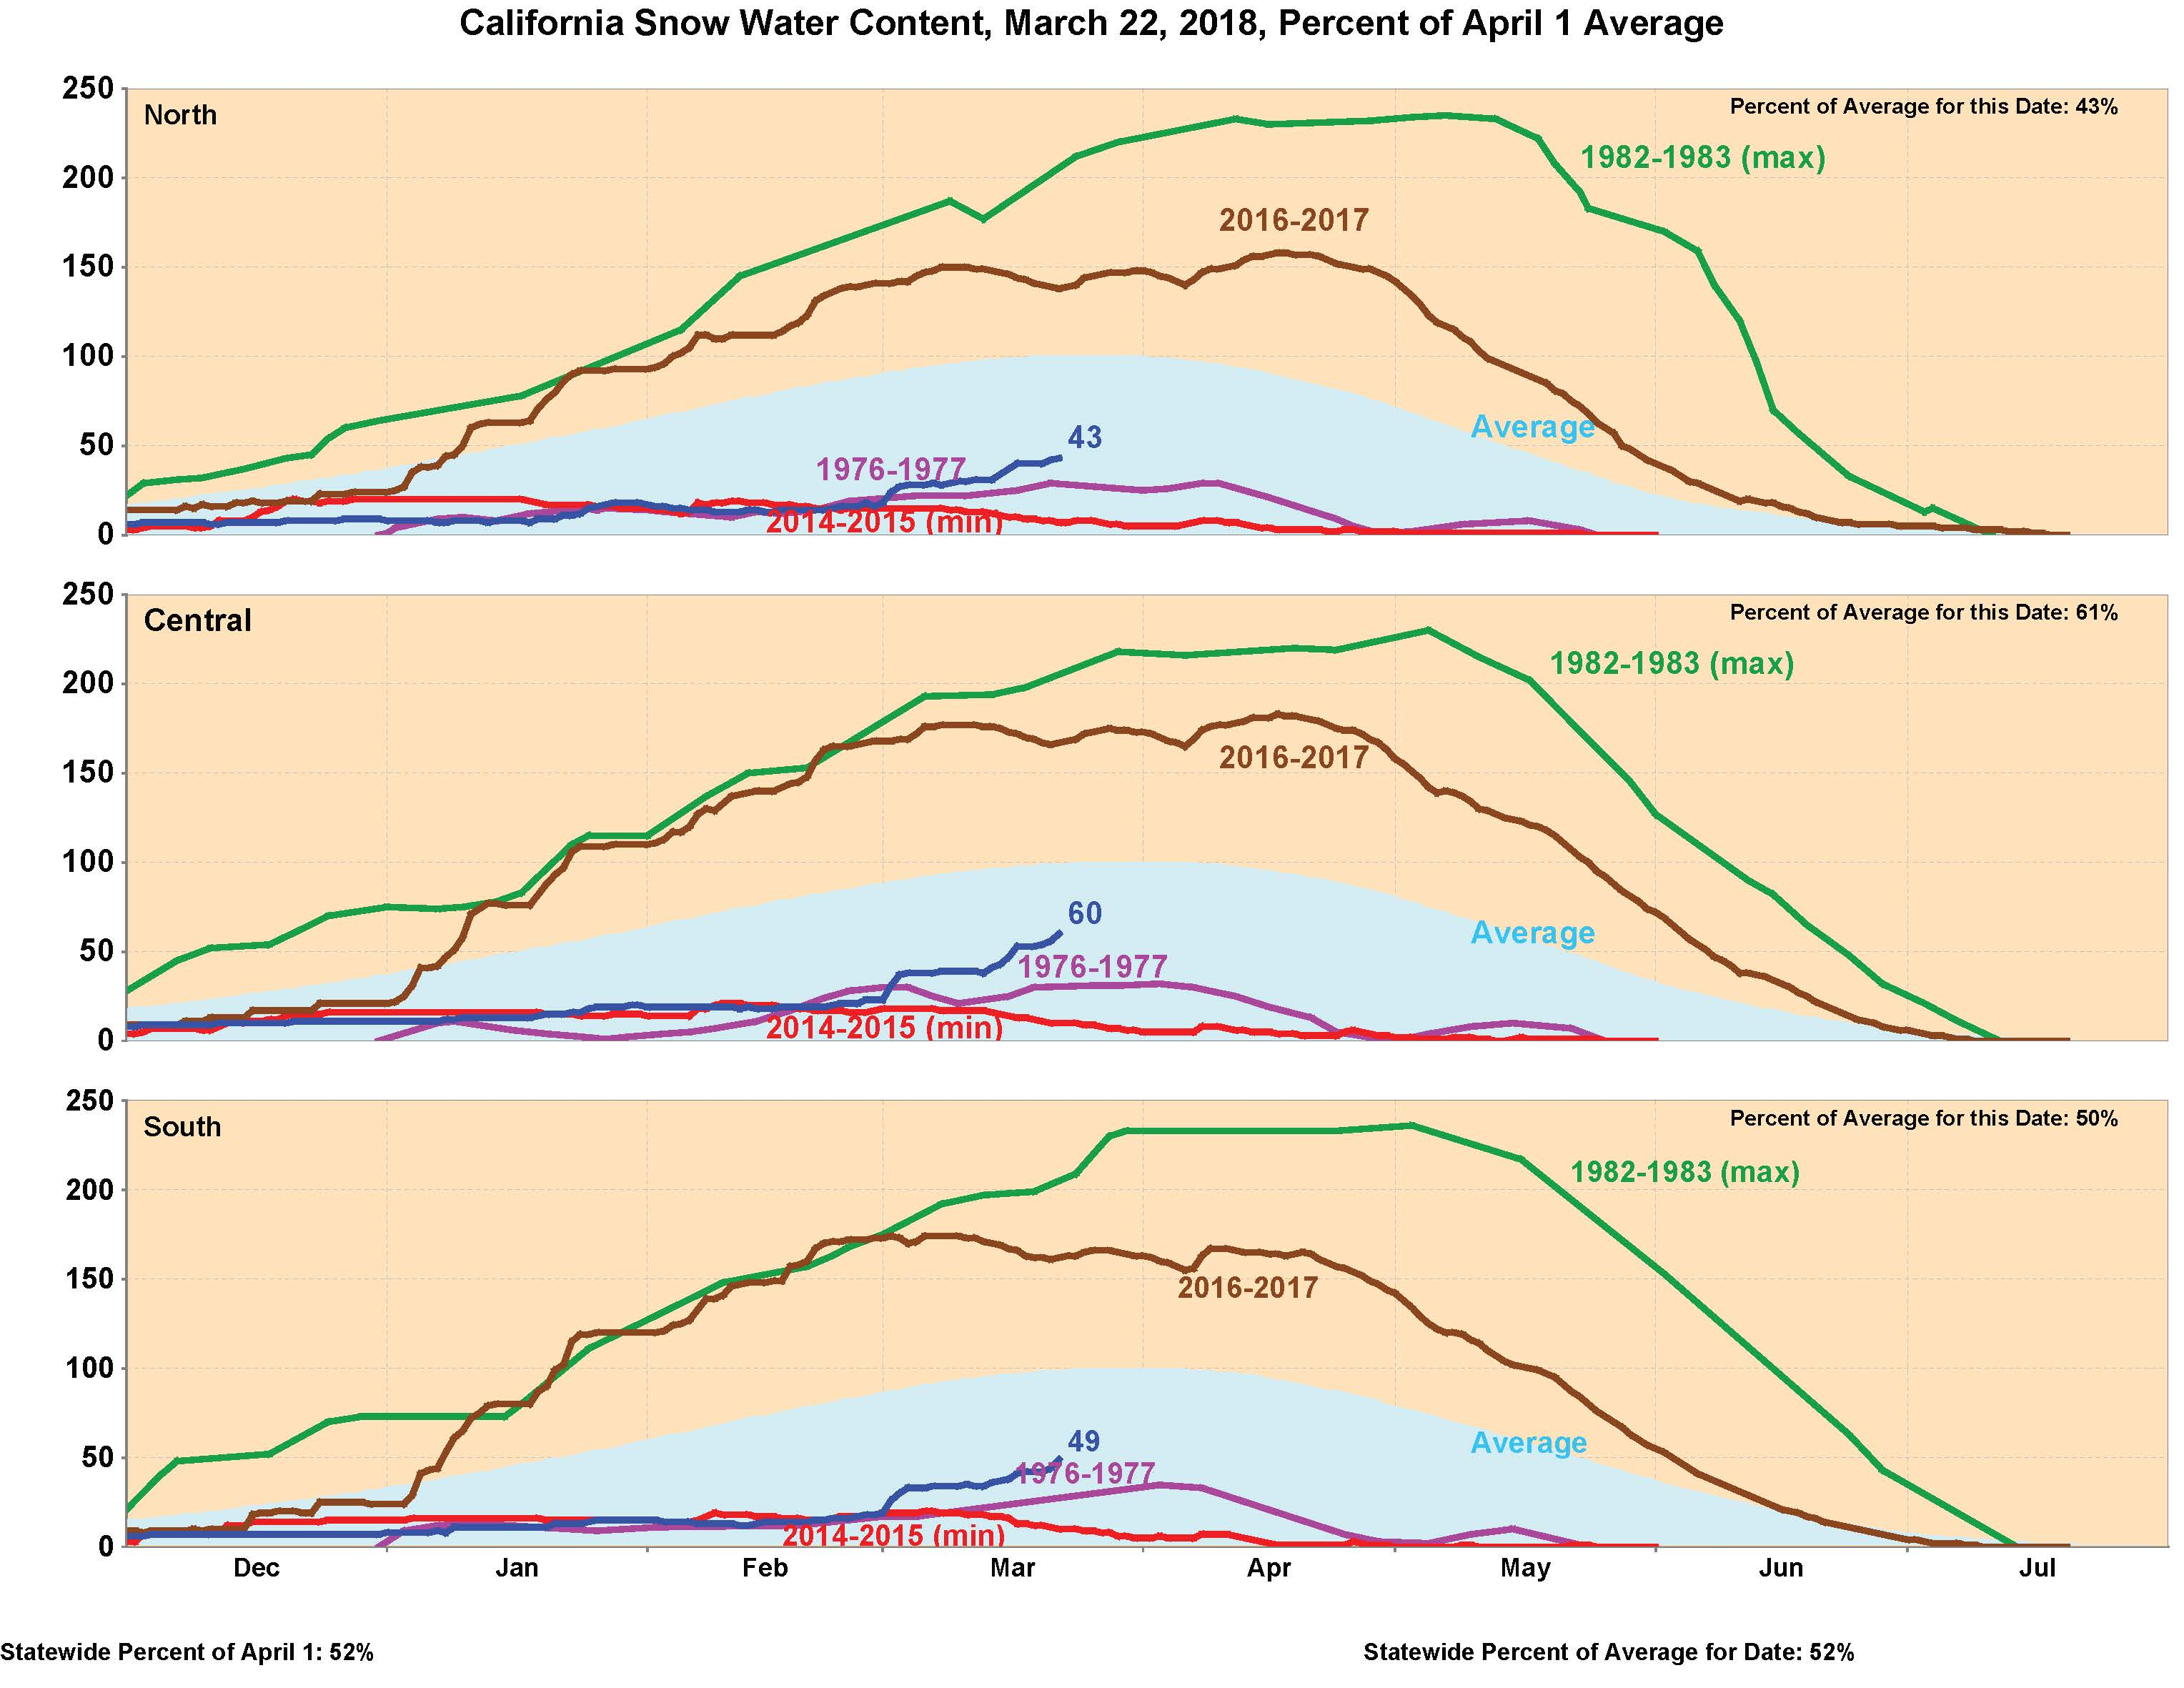 California Snow Water Content, March 22, 2018, Percent of April 1 Average
250
North
Percent of Average for this Date: 43%
1982-1983 (max)
200
2016-2017
150
100
Average
43
50
1976-1977
2014-2015 (min)
0
250
Central
Percent of Average for this Date: 61%
1982-1983 (max)
200
2016-2017
150
100
60
Average
50
1976-1977
2014-2015 (min)
0
250
South
Percent of Average for this Date: 50%
1982-1983 (max)
200
2016-2017
150
100
49
Average
50
1976-1977
2014-2015 (min)
0
Dec Jan Feb Mar Apr May Jun Jul
Statewide Percent of April 1: 52%
Statewide Percent of Average for Date: 52%